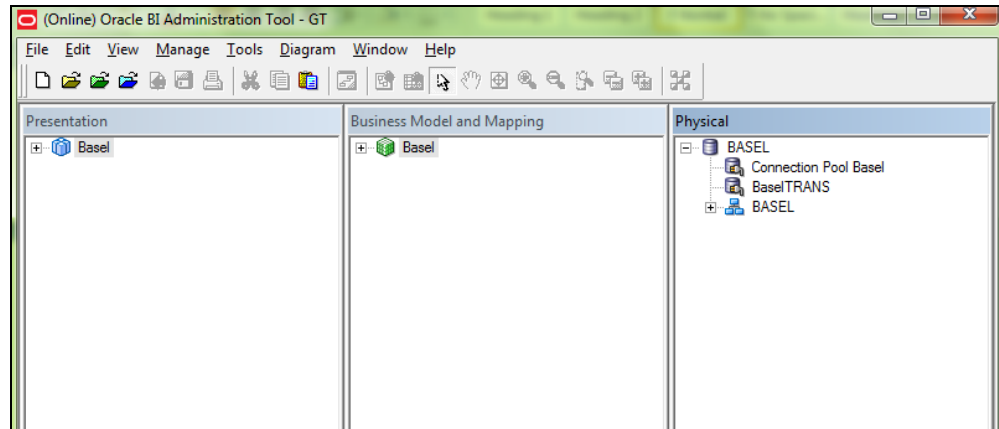 (Online) Oracle BI Administration Tool - GT
File Edit View Manage Tools Diagram Window Help
Presentation
Basel
Business Model and Mapping
Basel
Physical
BASEL
Connection Pool Basel
BaselTRANS
BASEL